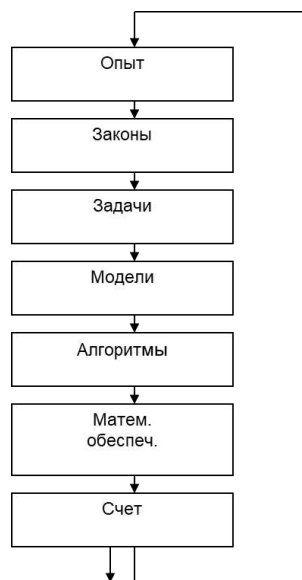 Опыт
Законы
Задачи
Модели
Алгоритмы
Матем.
обеспеч.
Счет